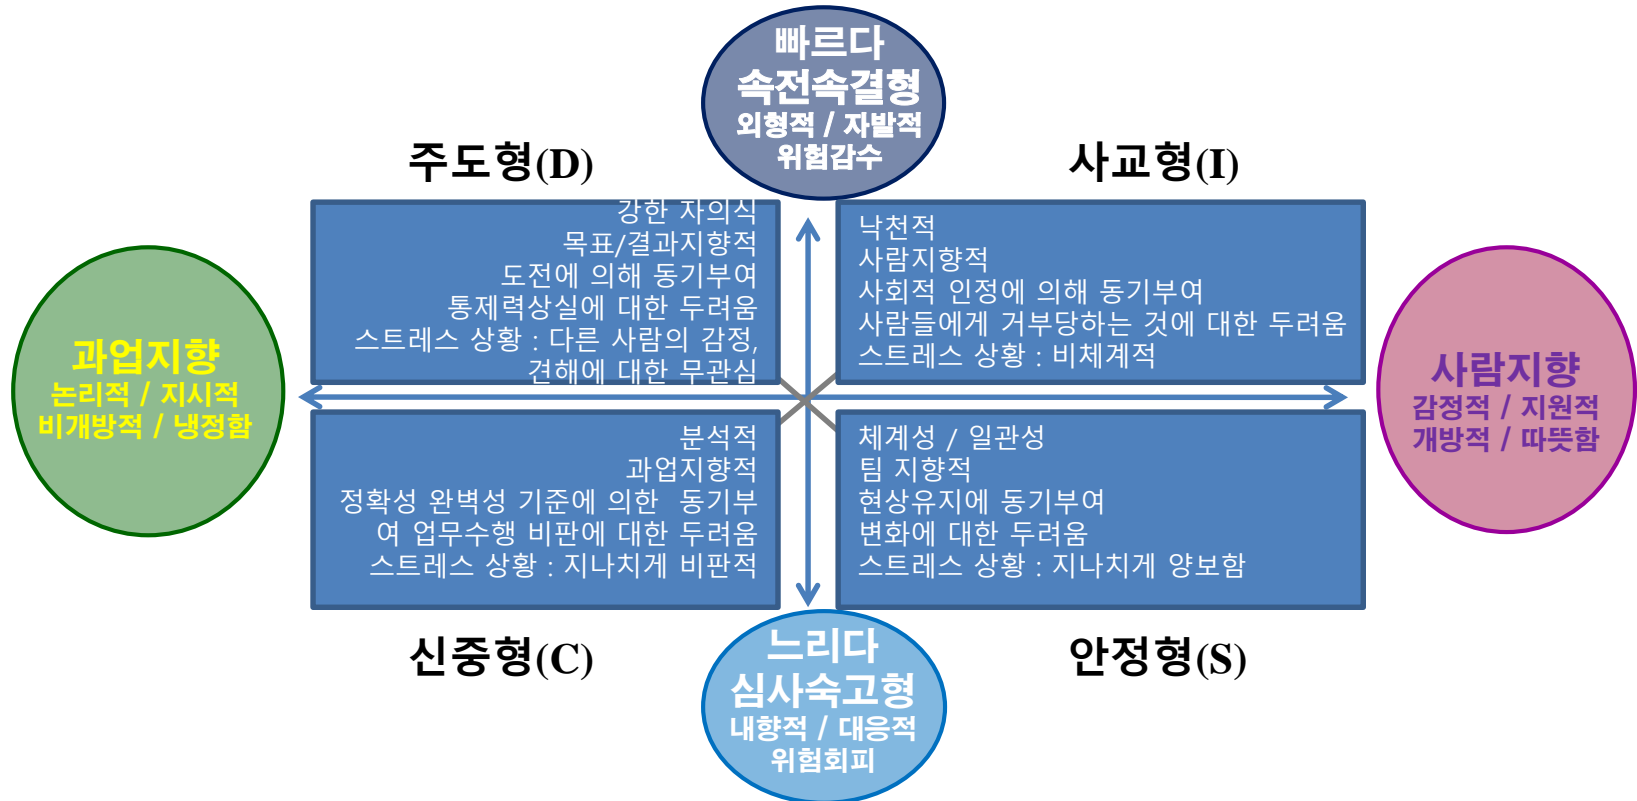 빠르다
속전속결형
외형적 / 자발적
위험감수
주도형(D)
사교형(I)
강한 자의식
목표/결과지향적
도전에 의해 동기부여
통제력상실에 대한 두려움
스트레스 상황 : 다른 사람의 감정,
견해에 대한 무관심
낙천적
사람지향적
사회적 인정에 의해 동기부여
사람들에게 거부당하는 것에 대한 두려움
스트레스 상황 : 비체계적
과업지향
논리적 / 지시적
비개방적 / 냉정함
사람지향
감정적 / 지원적
개방적 / 따뜻함
분석적
과업지향적
정확성 완벽성 기준에 의한 동기부
여 업무수행 비판에 대한 두려움
스트레스 상황 : 지나치게 비판적
체계성 / 일관성
팀 지향적
현상유지에 동기부여
변화에 대한 두려움
스트레스 상황 : 지나치게 양보함
신중형(C)
안정형(S)
느리다
심사숙고형
내향적 / 대응적
위험회피